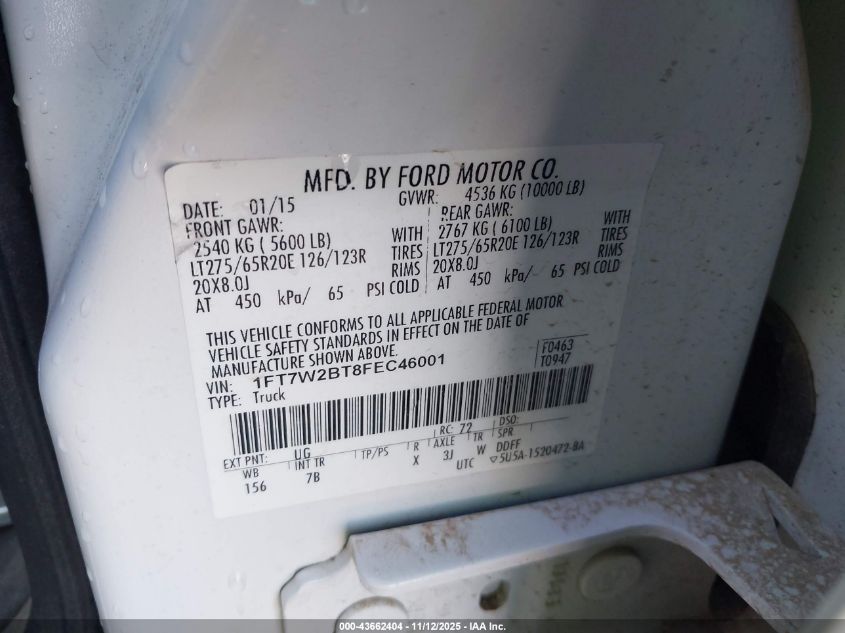 MFD. BY FORD MOTOR CO.
DATE: 01/15 GVWR: 4536 KG (10000 LB)
FRONT GAWR: REAR GAWR:
2540 KG ( 5600 LB) WITH 2767 KG ( 6100 LB) WITH
LT275/65R20E 126/123R TIRES LT275/65R20E 126/123R TIRES
20X8.0J RIMS 20X8.0J RIMS
AT 450 kPa/ 65 PSI COLD AT 450 kPa/ 65 PSI COLD
THIS VEHICLE CONFORMS TO ALL APPLICABLE FEDERAL MOTOR
VEHICLE SAFETY STANDARDS IN EFFECT ON THE DATE OF
MANUFACTURE SHOWN ABOVE.
VIN: 1FT7W2BT8FEC46001 F0463
TYPE: Truck T0947
RC: 72 DSO:
EXT PNT: UG TP/PS R AXLE TR SPR
WB INT TR X 3J W DDFF
156 7B UTC ▽5U5A-1520472-BA
000-43662404 - 11/12/2025 - IAA Inc.